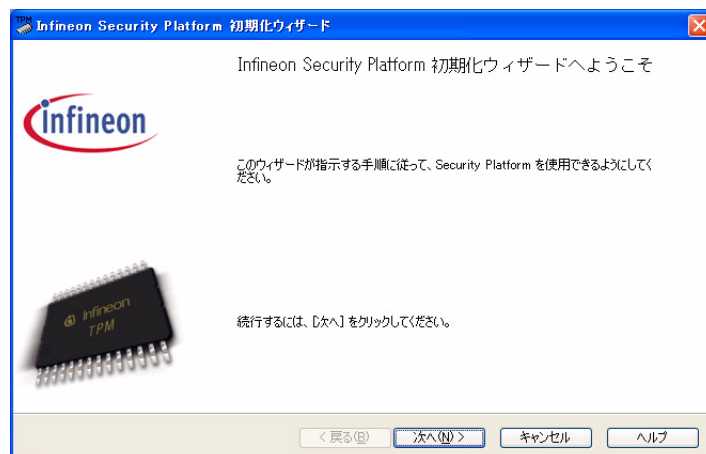 TPM
Infineon Security Platform 初期化ウィザード
Infineon Security Platform 初期化ウィザードへようこそ
infineon
このウィザードが指示する手順に従って、Security Platform を使用できるようにしてく
ださい。
Infineon
TPM
続行するには、[次へ] をクリックしてください。
< 戻る(B)
次へ(N) >
キャンセル
ヘルプ